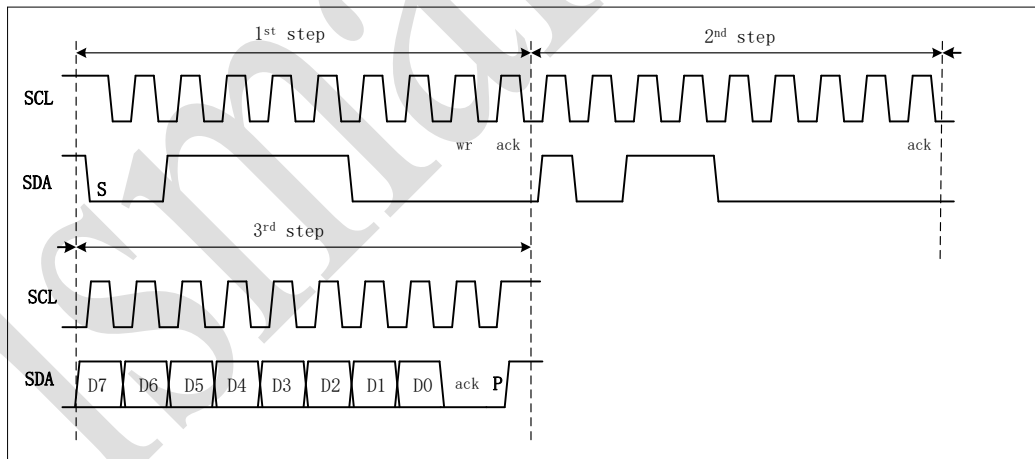 1st step 2nd step
SCL
wr ack ack
SDA S
3rd step
SCL
SDA D7 D6 D5 D4 D3 D2 D1 D0 ack P